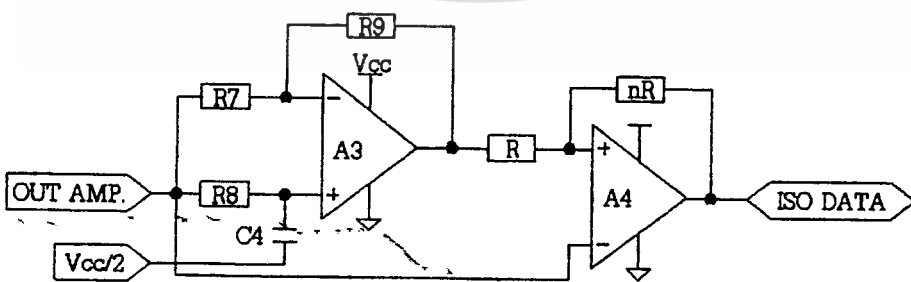 R9
Vcc
R7
nR
−
A3
R
+
OUT AMP.
R8
+
A4
ISO DATA
C4
−
Vcc/2